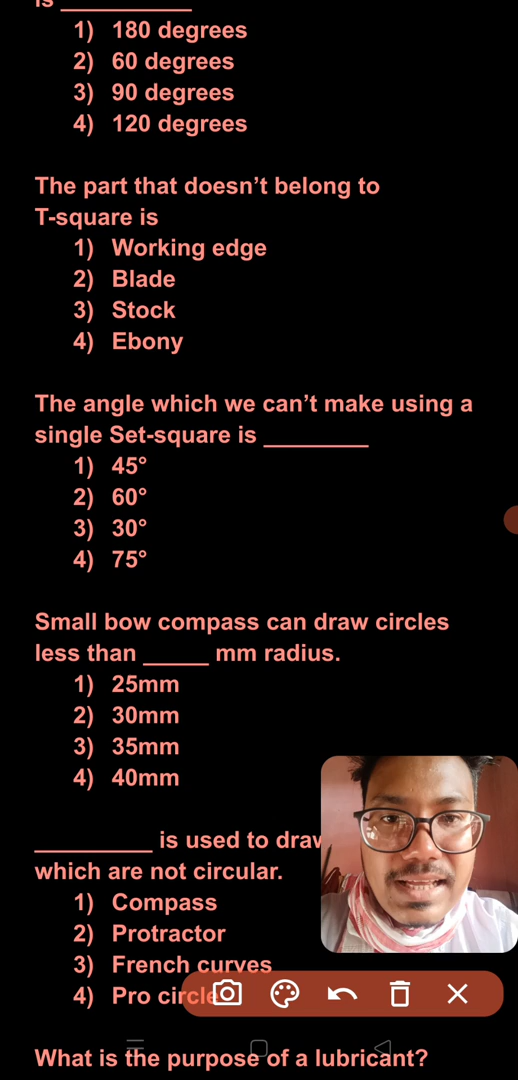 is __________
1) 180 degrees
2) 60 degrees
3) 90 degrees
4) 120 degrees
The part that doesn’t belong to
T-square is
1) Working edge
2) Blade
3) Stock
4) Ebony
The angle which we can’t make using a
single Set-square is ________
1) 45°
2) 60°
3) 30°
4) 75°
Small bow compass can draw circles
less than _____ mm radius.
1) 25mm
2) 30mm
3) 35mm
4) 40mm
_________ is used to draw
which are not circular.
1) Compass
2) Protractor
3) French curves
4) Pro circle
What is the purpose of a lubricant?